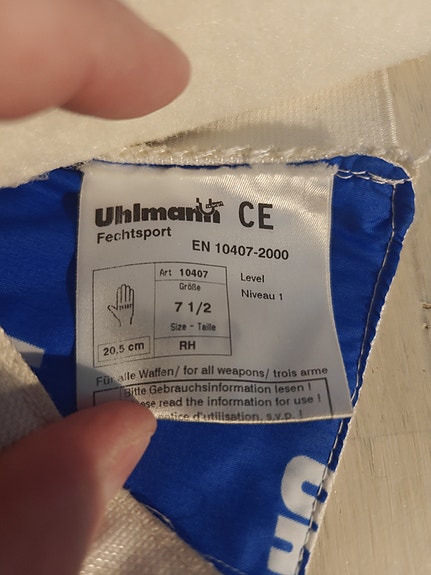 Uhlmann CE
Fechtsport
EN 10407-2000
Art 10407
Größe
7 1/2
Size - Taille
RH
20,5 cm
Level
Niveau 1
Für alle Waffen/ for all weapons/ trois arme
Bitte Gebrauchsinformation lesen !
read the information for use !
notice d'utilisation, s.v.p. !
Uh